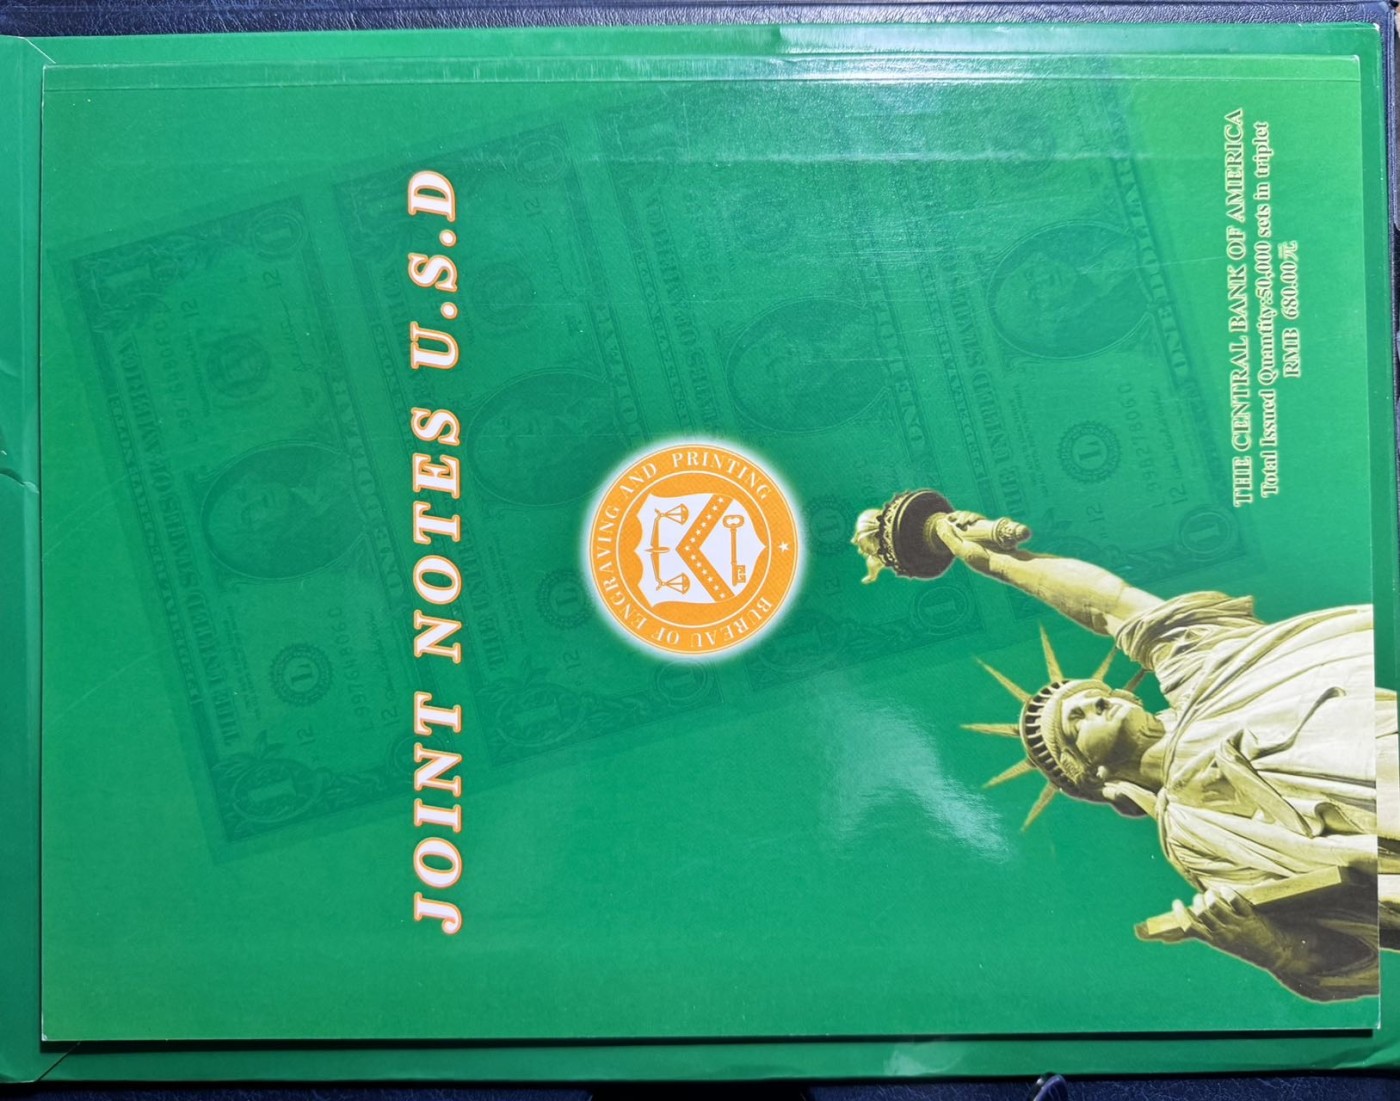 JOINT NOTES U.S.D
BUREAU OF ENGRAVING AND PRINTING
THE CENTRAL BANK OF AMERICA
Total Issued Quantity:50,000 sets in triplet
RMB 680.00元